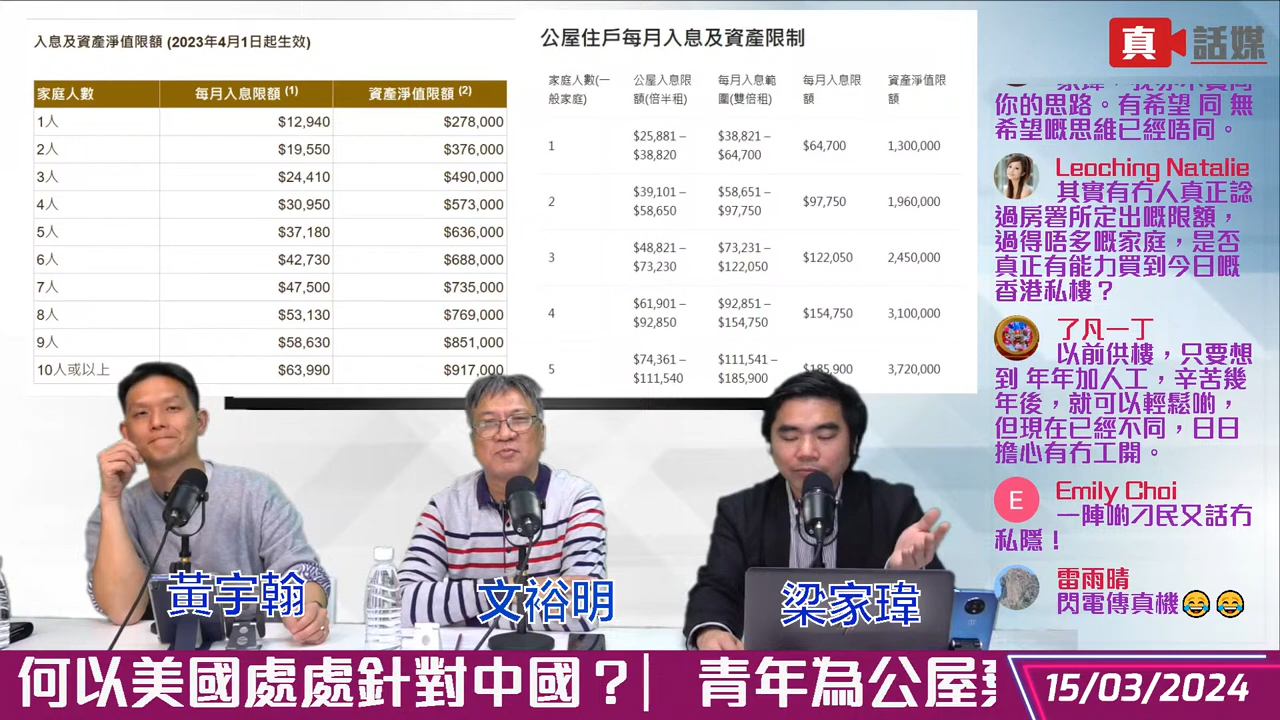 入息及資產淨值限額 (2023年4月1日起生效)
家庭人數 每月入息限額 (1) 資產淨值限額 (2)
1人 $12,940 $278,000
2人 $19,550 $376,000
3人 $24,410 $490,000
4人 $30,950 $573,000
5人 $37,180 $636,000
6人 $42,730 $688,000
7人 $47,500 $735,000
8人 $53,130 $769,000
9人 $58,630 $851,000
10人或以上 $63,990 $917,000
公屋住戶每月入息及資產限制
家庭人數(一 公屋入息限 每月入息範 每月入息限 資產淨值限
般家庭) 額(倍半租) 圍(雙倍租) 額 額
1 $25,881 – $38,821 – $64,700 1,300,000
$38,820 $64,700
2 $39,101 – $58,651 – $97,750 1,960,000
$58,650 $97,750
3 $48,821 – $73,231 – $122,050 2,450,000
$73,230 $122,050
4 $61,901 – $92,851 – $154,750 3,100,000
$92,850 $154,750
5 $74,361 – $111,541 – $185,900 3,720,000
$111,540 $185,900
真 話媒
你的思路。有希望 同 無
希望嘅思維已經唔同。
Leoching Natalie
其實有冇人真正諗
過房署所定出嘅限額，
過得唔多嘅家庭，是否
真正有能力買到今日嘅
香港私樓？
了凡一丁
以前供樓，只要想
到 年年加人工，辛苦幾
年後，就可以輕鬆啲，
但現在已經不同，日日
擔心有冇工開。
E
Emily Choi
一陣啲刁民又話冇
私隱！
雷雨晴
閃電傳真機😂😂
黃宇翰
文裕明
梁家瑋
何以美國處處針對中國？| 青年為公屋
15/03/2024